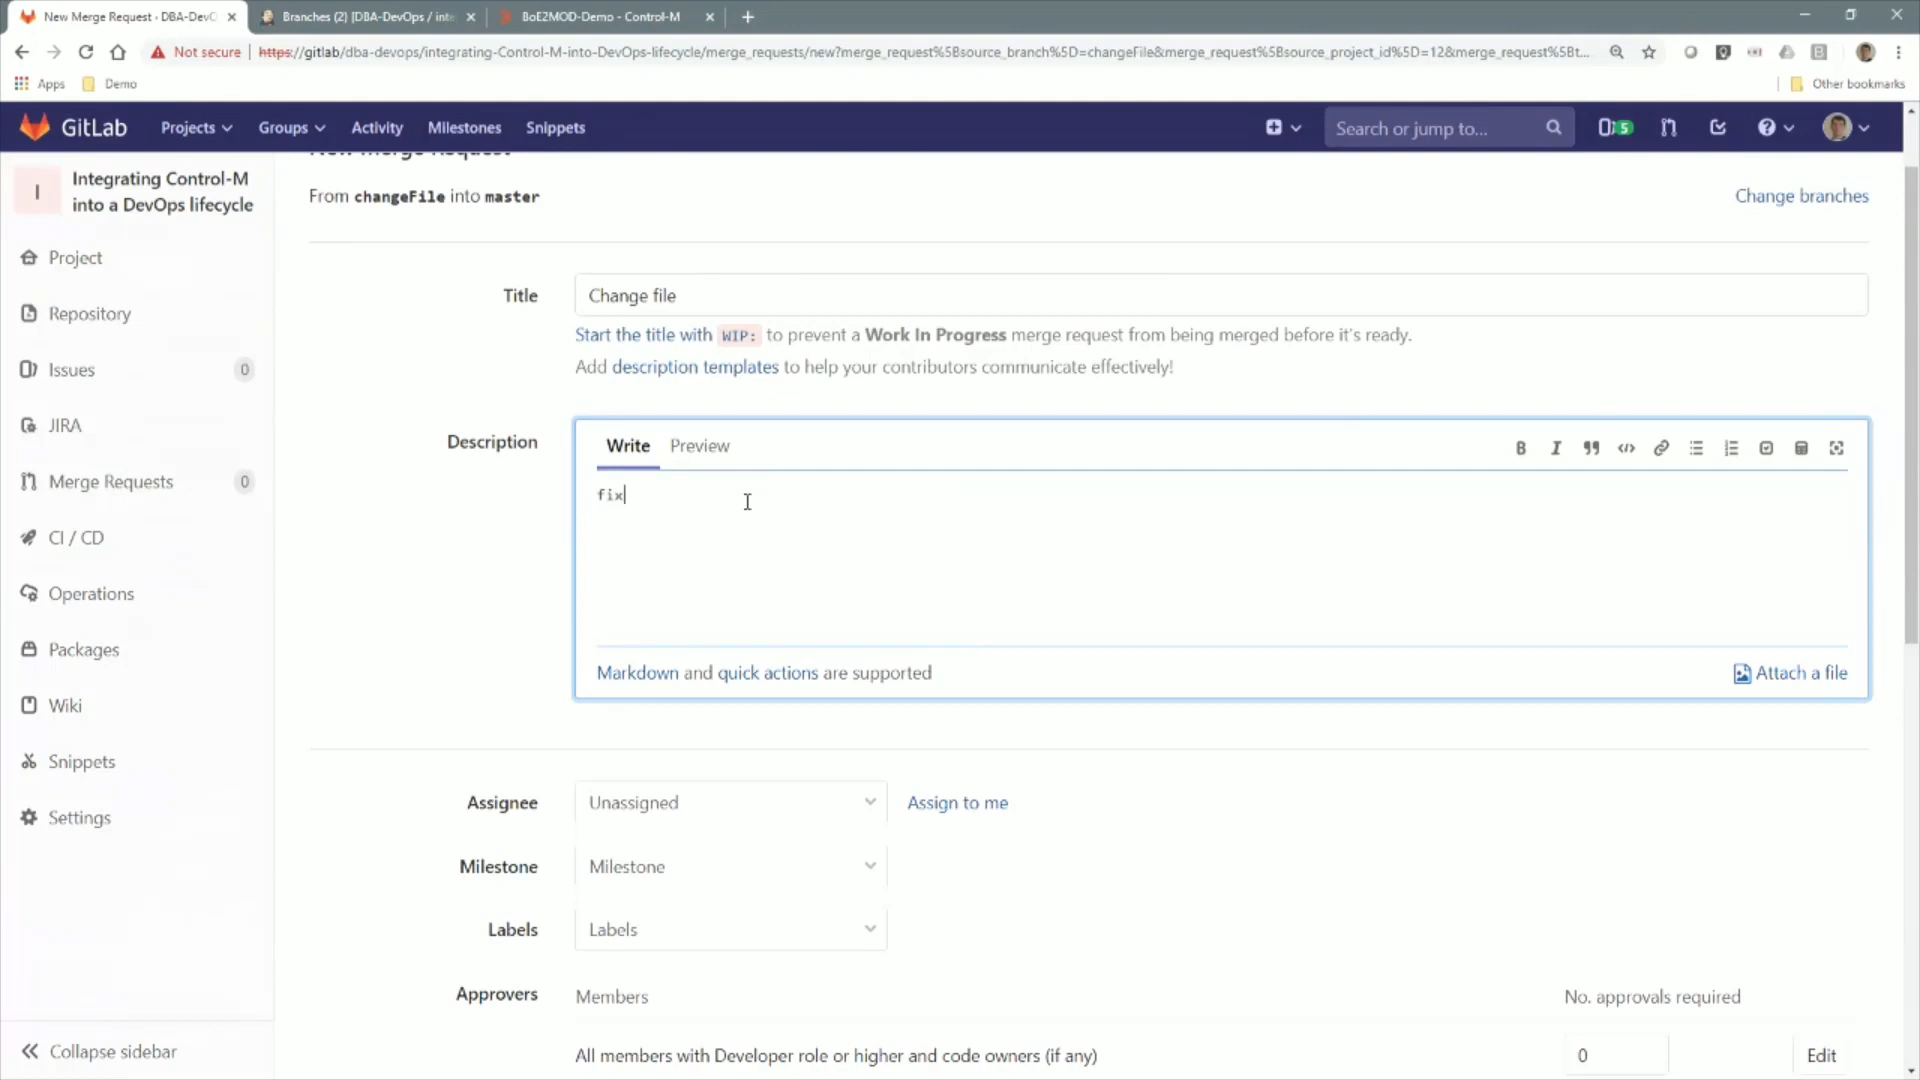 New Merge Request · DBA-DevO
Branches (2) [DBA-DevOps / inte
BoE2MOD-Demo - Control-M
Not secure
https://gitlab/dba-devops/integrating-Control-M-into-DevOps-lifecycle/merge_requests/new?merge_request%5Bsource_branch%5D=changeFile&merge_request%5Bsource_project_id%5D=12&merge_request%5Bt...
Apps
Demo
Other bookmarks
GitLab
Projects
Groups
Activity
Milestones
Snippets
Search or jump to...
5
New Merge Request
I
Integrating Control-M
into a DevOps lifecycle
From changeFile into master
Change branches
Project
Repository
Issues 0
JIRA
Merge Requests 0
CI / CD
Operations
Packages
Wiki
Snippets
Settings
Collapse sidebar
Title
Change file
Start the title with WIP: to prevent a Work In Progress merge request from being merged before it's ready.
Add description templates to help your contributors communicate effectively!
Description
Write Preview
fix
Markdown and quick actions are supported
Attach a file
Assignee
Unassigned
Assign to me
Milestone
Milestone
Labels
Labels
Approvers
Members
No. approvals required
All members with Developer role or higher and code owners (if any)
0
Edit